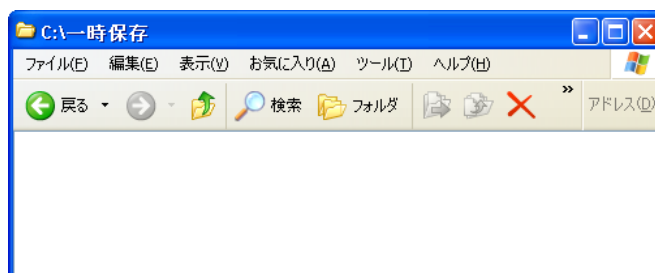 C:\一時保存
ファイル(F) 編集(E) 表示(V) お気に入り(A) ツール(T) ヘルプ(H)
戻る 検索 フォルダ » アドレス(D)